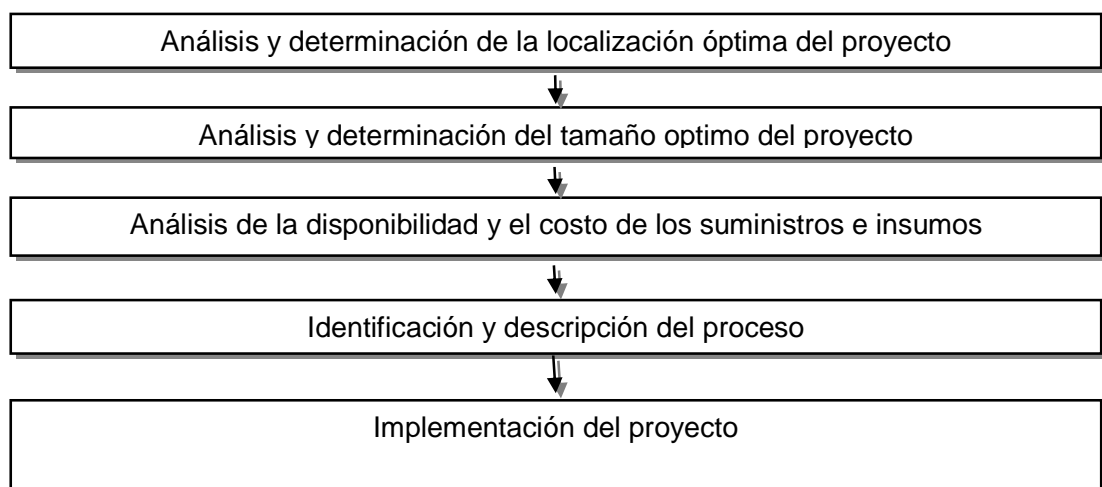 Análisis y determinación de la localización óptima del proyecto
Análisis y determinación del tamaño optimo del proyecto
Análisis de la disponibilidad y el costo de los suministros e insumos
Identificación y descripción del proceso
Implementación del proyecto